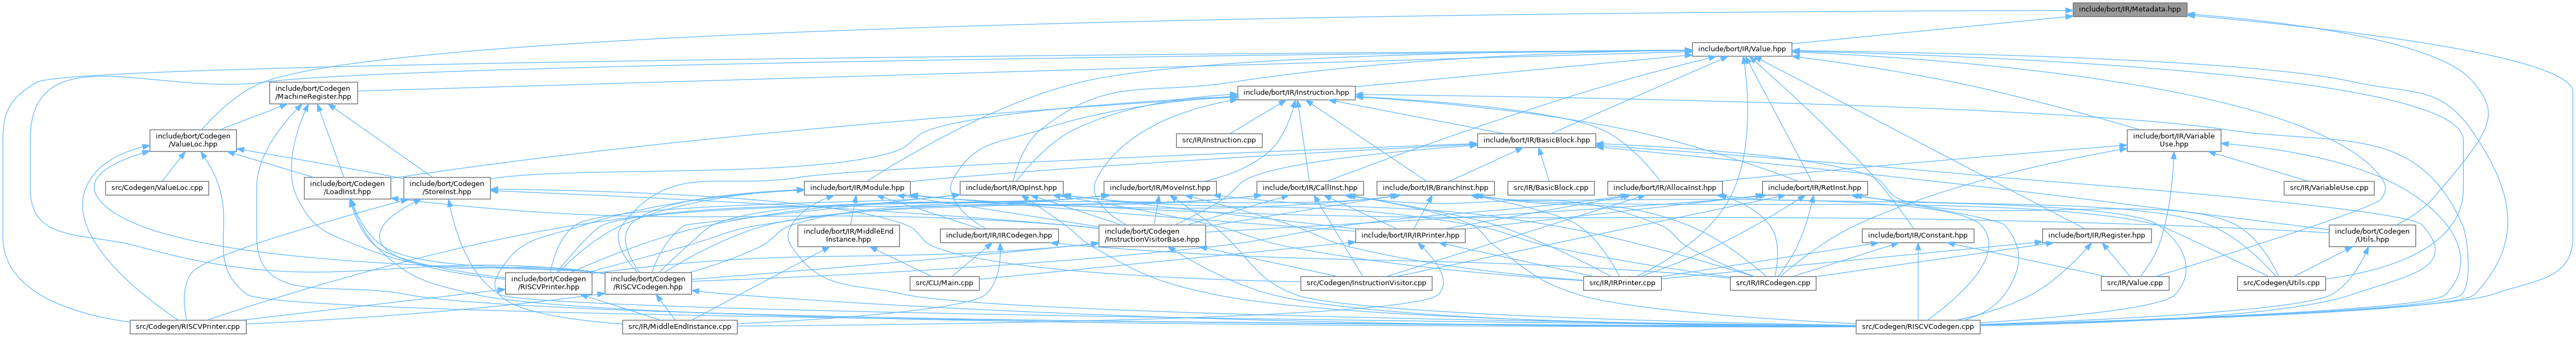 include/bort/IR/Metadata.hpp
include/bort/IR/Value.hpp
include/bort/Codegen
/MachineRegister.hpp
include/bort/IR/Instruction.hpp
include/bort/Codegen
/ValueLoc.hpp
src/IR/Instruction.cpp
include/bort/IR/BasicBlock.hpp
include/bort/IR/Variable
Use.hpp
src/Codegen/ValueLoc.cpp
include/bort/Codegen
/LoadInst.hpp
include/bort/Codegen
/StoreInst.hpp
include/bort/IR/Module.hpp
include/bort/IR/OpInst.hpp
include/bort/IR/MoveInst.hpp
include/bort/IR/CallInst.hpp
include/bort/IR/BranchInst.hpp
src/IR/BasicBlock.cpp
include/bort/IR/AllocaInst.hpp
include/bort/IR/RetInst.hpp
src/IR/VariableUse.cpp
include/bort/IR/MiddleEnd
Instance.hpp
include/bort/IR/IRCodegen.hpp
include/bort/Codegen
/InstructionVisitorBase.hpp
include/bort/IR/IRPrinter.hpp
include/bort/IR/Constant.hpp
include/bort/IR/Register.hpp
include/bort/Codegen
/Utils.hpp
include/bort/Codegen
/RISCVPrinter.hpp
include/bort/Codegen
/RISCVCodegen.hpp
src/CLI/Main.cpp
src/Codegen/InstructionVisitor.cpp
src/IR/IRPrinter.cpp
src/IR/IRCodegen.cpp
src/IR/Value.cpp
src/Codegen/Utils.cpp
src/Codegen/RISCVPrinter.cpp
src/IR/MiddleEndInstance.cpp
src/Codegen/RISCVCodegen.cpp